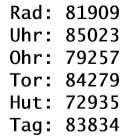 Rad: 81909
Uhr: 85023
Ohr: 79257
Tor: 84279
Hut: 72935
Tag: 83834